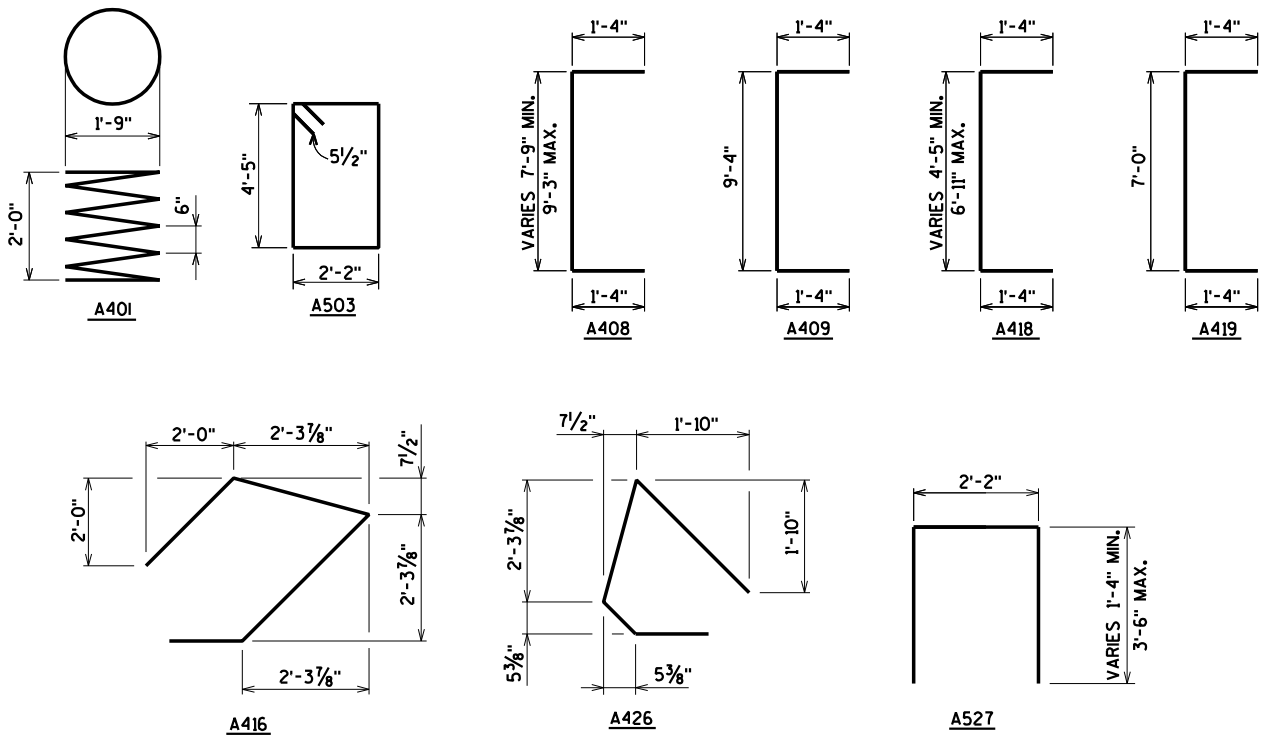 1'-9"
2'-0"
6"
A401
4'-5"
5½"
2'-2"
A503
1'-4"
VARIES 7'-9" MIN.
9'-3" MAX.
1'-4"
A408
1'-4"
9'-4"
1'-4"
A409
1'-4"
VARIES 4'-5" MIN.
6'-11" MAX.
1'-4"
A418
1'-4"
7'-0"
1'-4"
A419
2'-0"
2'-3⅞"
7½"
2'-0"
2'-3⅞"
2'-3⅞"
A416
7½"
1'-10"
2'-3⅞"
1'-10"
5⅜"
5⅜"
A426
2'-2"
VARIES 1'-4" MIN.
3'-6" MAX.
A527